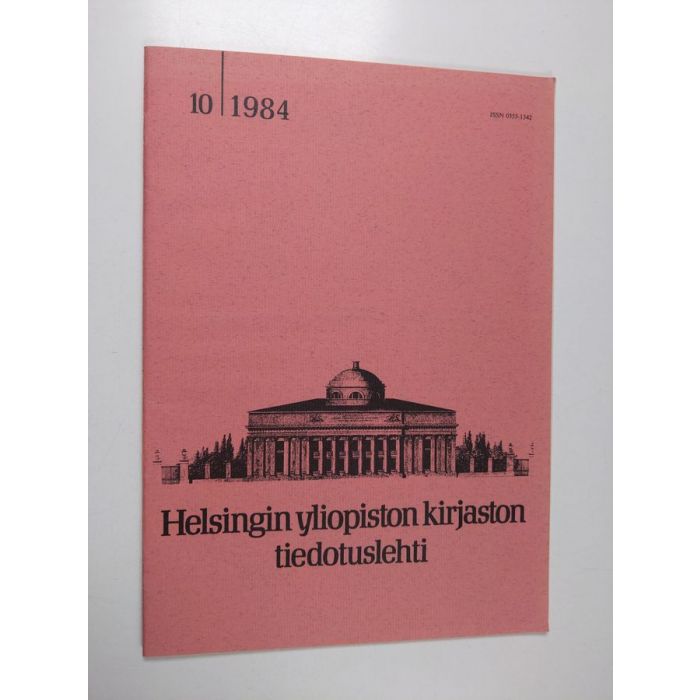 10 1984
ISSN 0355-1342
Helsingin yliopiston kirjaston
tiedotuslehti